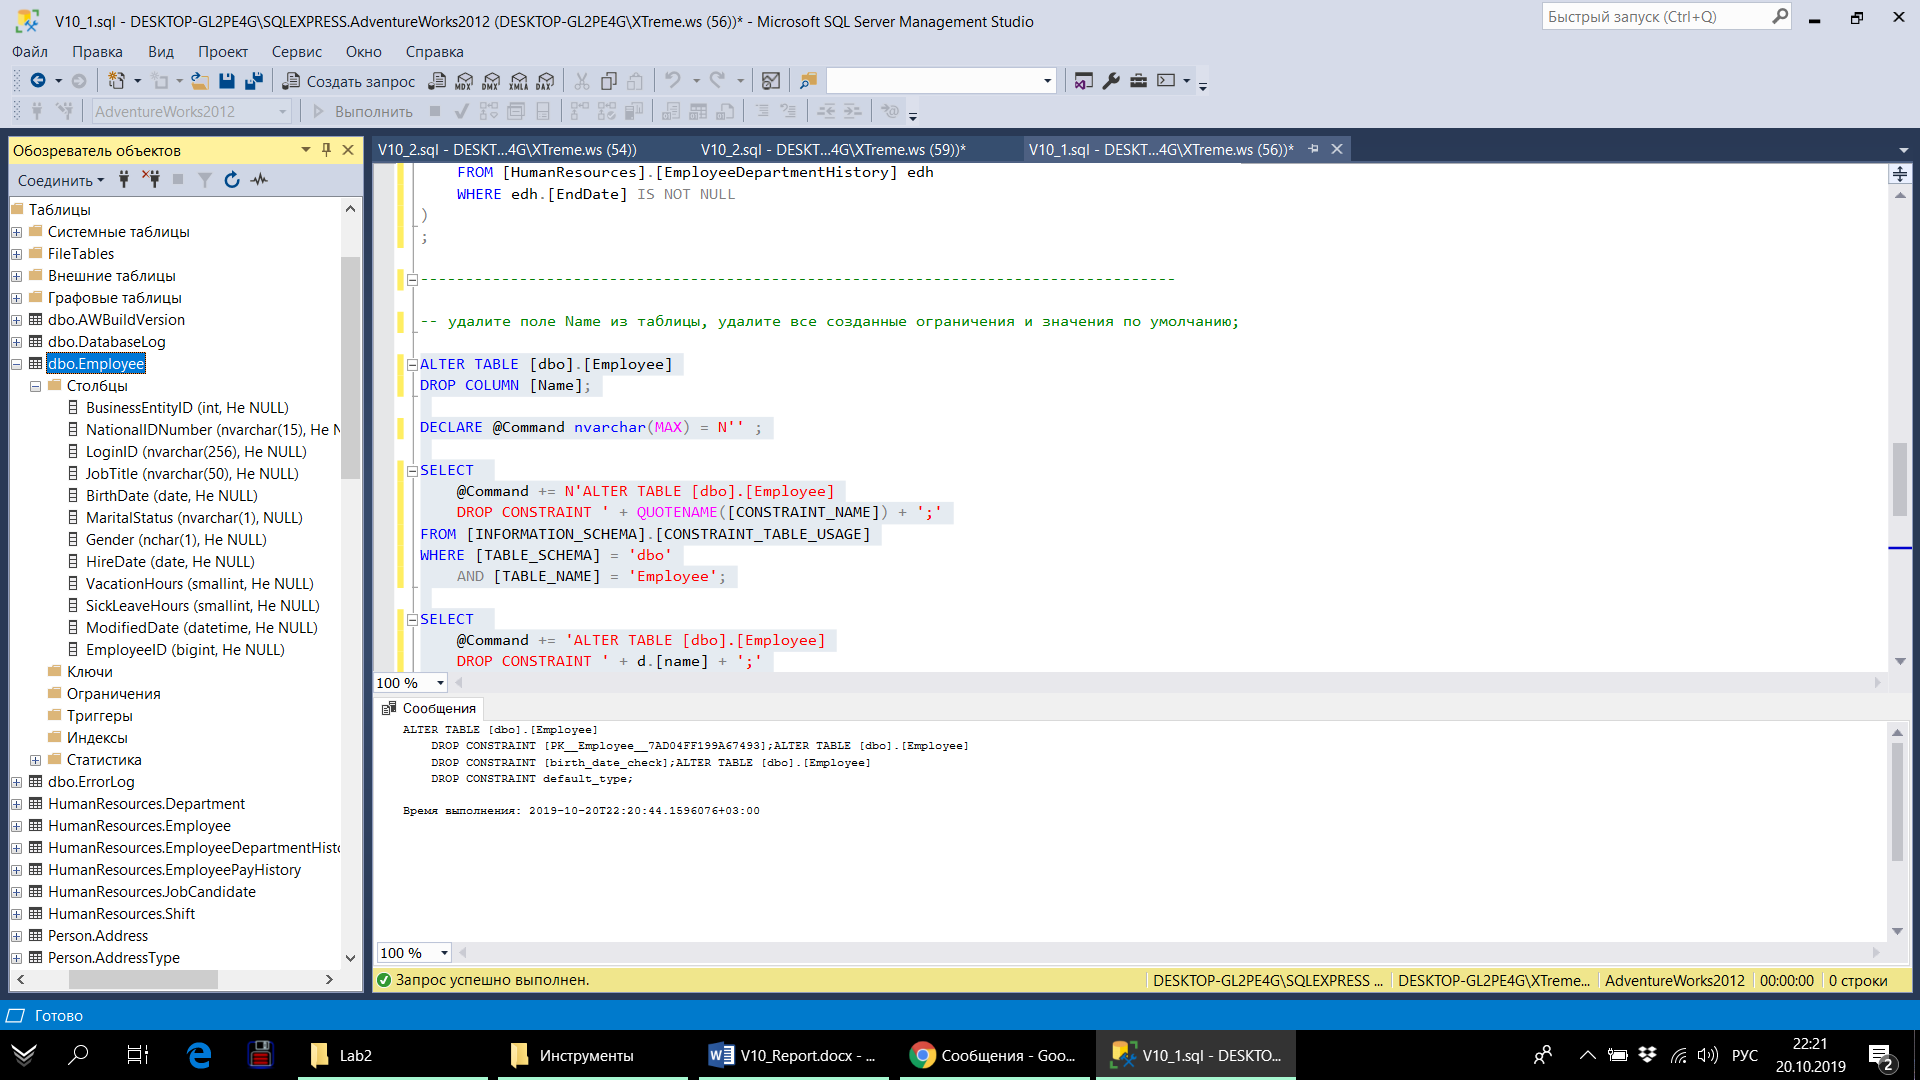 V10_1.sql - DESKTOP-GL2PE4G\SQLEXPRESS.AdventureWorks2012 (DESKTOP-GL2PE4G\XTreme.ws (56))* - Microsoft SQL Server Management Studio
Быстрый запуск (Ctrl+Q)
Файл Правка Вид Проект Сервис Окно Справка
Создать запрос MDX DMX XMLA DAX
AdventureWorks2012 Выполнить
Обозреватель объектов
Соединить
Таблицы
Системные таблицы
FileTables
Внешние таблицы
Графовые таблицы
dbo.AWBuildVersion
dbo.DatabaseLog
dbo.Employee
Столбцы
BusinessEntityID (int, Не NULL)
NationalIDNumber (nvarchar(15), Не N
LoginID (nvarchar(256), Не NULL)
JobTitle (nvarchar(50), Не NULL)
BirthDate (date, Не NULL)
MaritalStatus (nvarchar(1), NULL)
Gender (nchar(1), Не NULL)
HireDate (date, Не NULL)
VacationHours (smallint, Не NULL)
SickLeaveHours (smallint, Не NULL)
ModifiedDate (datetime, Не NULL)
EmployeeID (bigint, Не NULL)
Ключи
Ограничения
Триггеры
Индексы
Статистика
dbo.ErrorLog
HumanResources.Department
HumanResources.Employee
HumanResources.EmployeeDepartmentHisto
HumanResources.EmployeePayHistory
HumanResources.JobCandidate
HumanResources.Shift
Person.Address
Person.AddressType
V10_2.sql - DESKT...4G\XTreme.ws (54)) V10_2.sql - DESKT...4G\XTreme.ws (59))* V10_1.sql - DESKT...4G\XTreme.ws (56))*
FROM [HumanResources].[EmployeeDepartmentHistory] edh
WHERE edh.[EndDate] IS NOT NULL
)
;
------------------------------------------------------------------------------------
-- удалите поле Name из таблицы, удалите все созданные ограничения и значения по умолчанию;
ALTER TABLE [dbo].[Employee]
DROP COLUMN [Name];
DECLARE @Command nvarchar(MAX) = N'' ;
SELECT
@Command += N'ALTER TABLE [dbo].[Employee]
DROP CONSTRAINT ' + QUOTENAME([CONSTRAINT_NAME]) + ';'
FROM [INFORMATION_SCHEMA].[CONSTRAINT_TABLE_USAGE]
WHERE [TABLE_SCHEMA] = 'dbo'
AND [TABLE_NAME] = 'Employee';
SELECT
@Command += 'ALTER TABLE [dbo].[Employee]
DROP CONSTRAINT ' + d.[name] + ';'
100 %
Сообщения
ALTER TABLE [dbo].[Employee]
DROP CONSTRAINT [PK__Employee__7AD04FF199A67493];ALTER TABLE [dbo].[Employee]
DROP CONSTRAINT [birth_date_check];ALTER TABLE [dbo].[Employee]
DROP CONSTRAINT default_type;
Время выполнения: 2019-10-20T22:20:44.1596076+03:00
100 %
Запрос успешно выполнен. DESKTOP-GL2PE4G\SQLEXPRESS ... DESKTOP-GL2PE4G\XTreme... AdventureWorks2012 00:00:00 0 строки
Готово
Lab2 Инструменты V10_Report.docx - ... Сообщения - Goo... V10_1.sql - DESKTO... РУС
22:21
20.10.2019
2